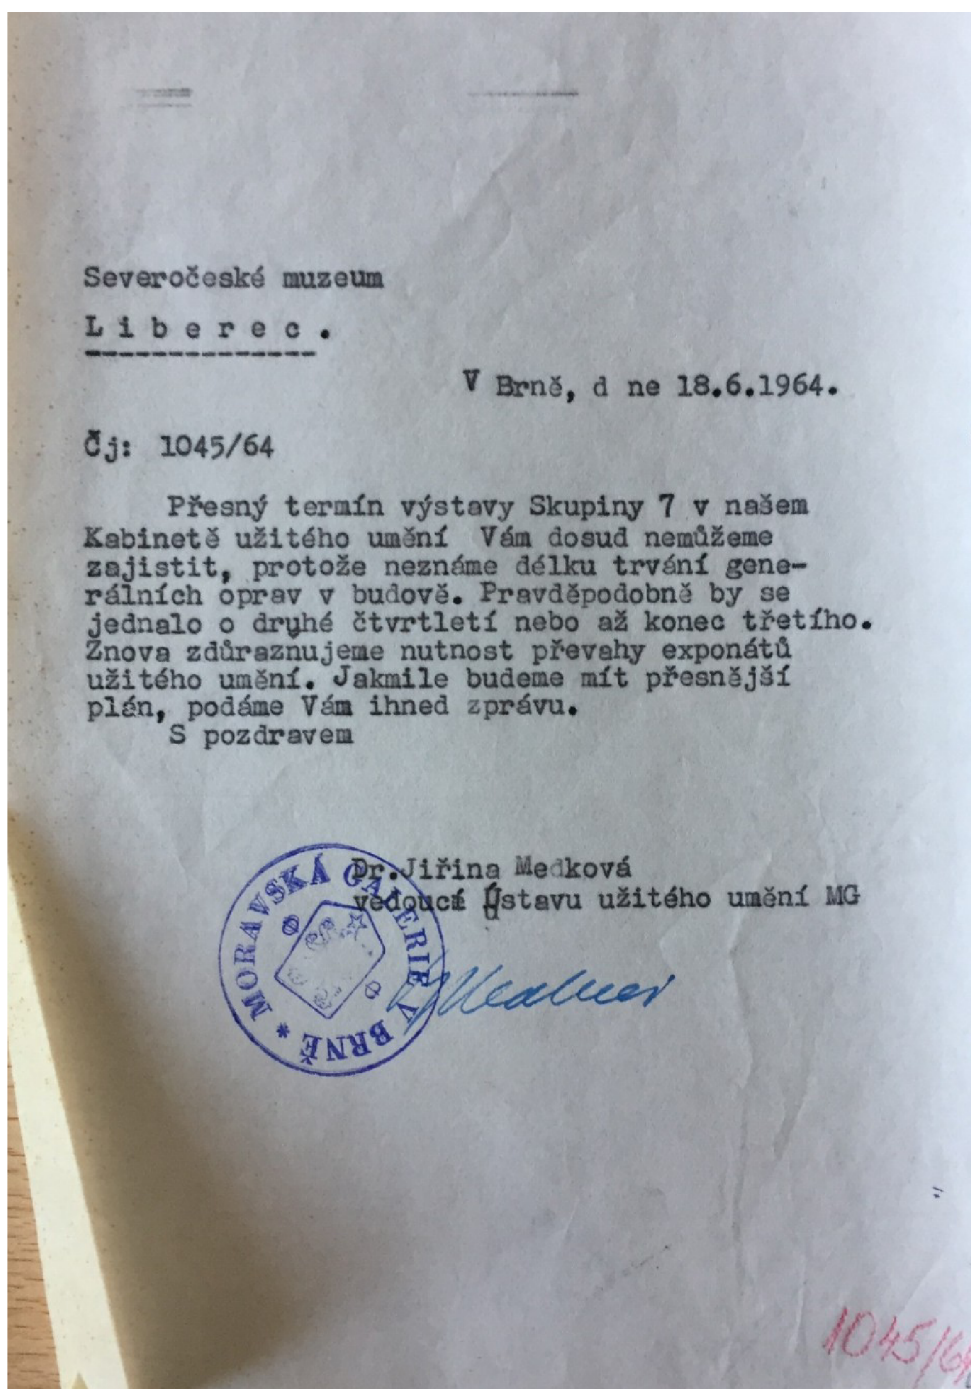 Severočeské muzeum
L i b e r e c .
V Brně, d ne 18.6.1964.
Čj: 1045/64
Přesný termín výstavy Skupiny 7 v našem
Kabinetě užitého umění Vám dosud nemůžeme
zajistit, protože neznáme délku trvání gene-
rálních oprav v budově. Pravděpodobně by se
jednalo o druhé čtvrtletí nebo až konec třetího.
Znova zdůraznujeme nutnost převahy exponátů
užitého umění. Jakmile budeme mít přesnější
plán, podáme Vám ihned zprávu.
S pozdravem
Dr.Jiřina Medková
vedoucí Ústavu užitého umění MG
* MORAVSKÁ GALERIE V BRNĚ
1045/64